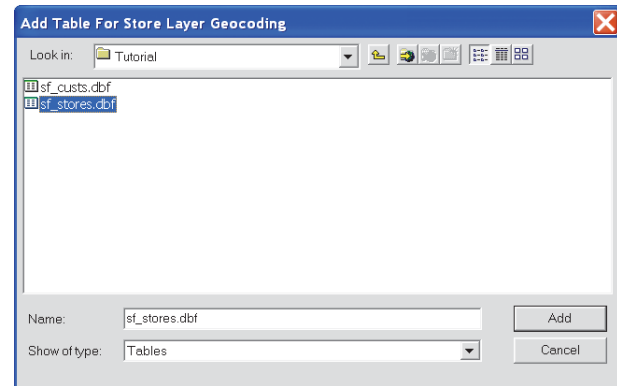 Add Table For Store Layer Geocoding
Look in: Tutorial
sf_custs.dbf
sf_stores.dbf
Name: sf_stores.dbf Add
Show of type: Tables Cancel